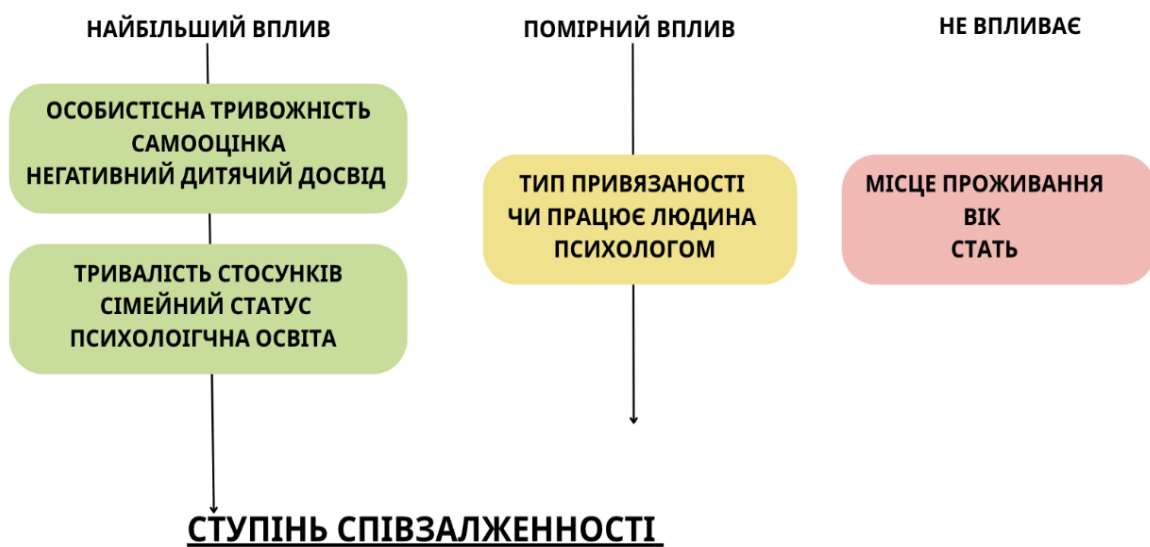 НАЙБІЛЬШИЙ ВПЛИВ
ОСОБИСТІСНА ТРИВОЖНІСТЬ
САМООЦІНКА
НЕГАТИВНИЙ ДИТЯЧИЙ ДОСВІД
ТРИВАЛІСТЬ СТОСУНКІВ
СІМЕЙНИЙ СТАТУС
ПСИХОЛОІГЧНА ОСВІТА
ПОМІРНИЙ ВПЛИВ
ТИП ПРИВЯЗАНОСТІ
ЧИ ПРАЦЮЄ ЛЮДИНА
ПСИХОЛОГОМ
НЕ ВПЛИВАЄ
МІСЦЕ ПРОЖИВАННЯ
ВІК
СТАТЬ
СТУПІНЬ СПІВЗАЛЖЕННОСТІ